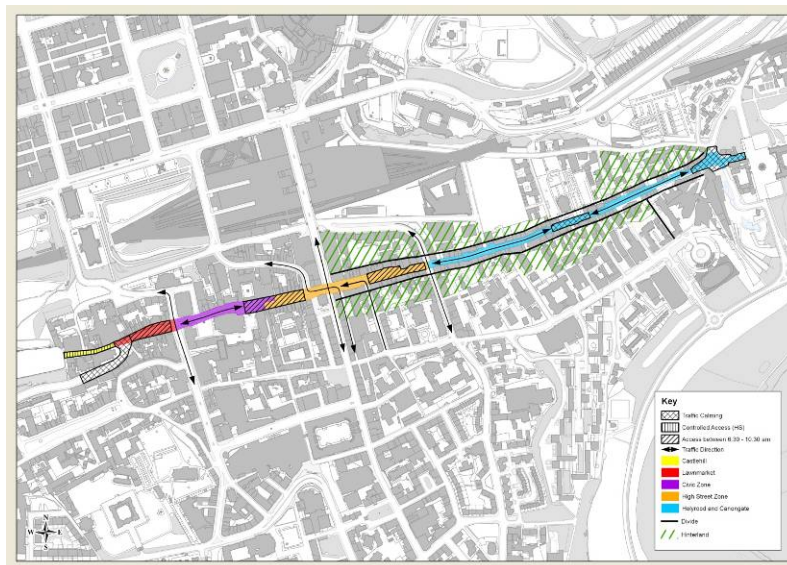 Key
Traffic Calming
Controlled Access (HS)
Access between 6.30 - 10.30 am
Traffic Direction
Castlehill
Lawnmarket
Civic Zone
High Street Zone
Holyrood and Canongate
Divide
Hinterland
N
W E
S